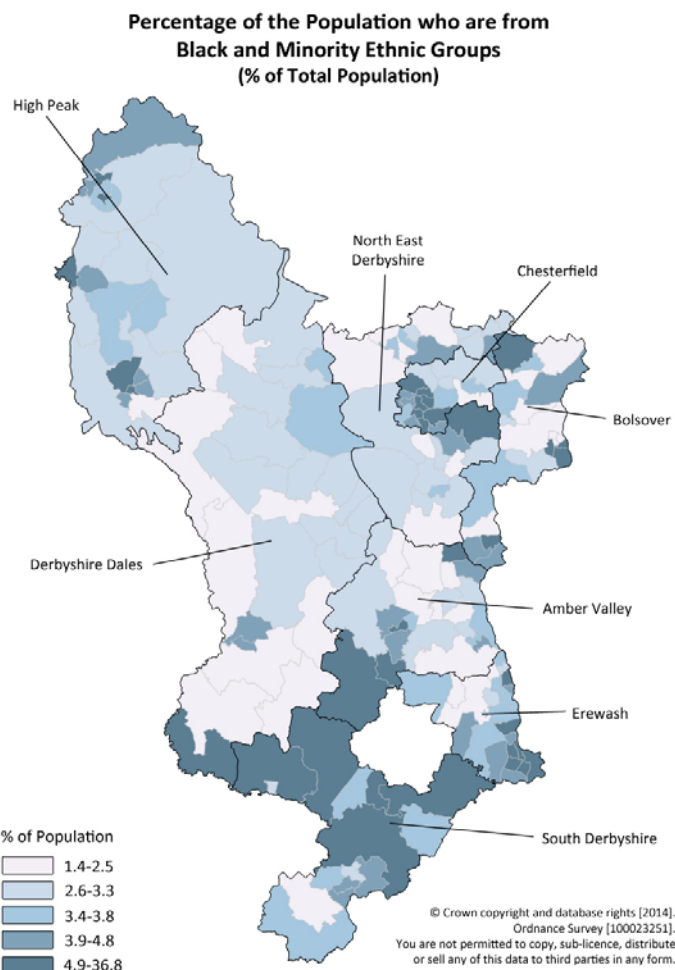 Percentage of the Population who are from
Black and Minority Ethnic Groups
(% of Total Population)
High Peak
North East
Derbyshire
Chesterfield
Bolsover
Derbyshire Dales
Amber Valley
Erewash
South Derbyshire
% of Population
1.4-2.5
2.6-3.3
3.4-3.8
3.9-4.8
4.9-36.8
© Crown copyright and database rights [2014].
Ordnance Survey [100023251].
You are not permitted to copy, sub-licence, distribute
or sell any of this data to third parties in any form.